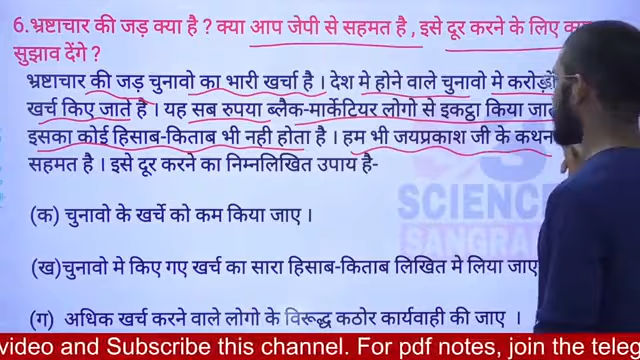 6.भ्रष्टाचार की जड़ क्या है ? क्या आप जेपी से सहमत है , इसे दूर करने के लिए
सुझाव देंगे ?
भ्रष्टाचार की जड़ चुनावो का भारी खर्चा है । देश मे होने वाले चुनावो मे करोड़ों
खर्च किए जाते है । यह सब रुपया ब्लैक-मार्केटियर लोगो से इकट्ठा किया
इसका कोई हिसाब-किताब भी नही होता है । हम भी जयप्रकाश जी के कथन
सहमत है । इसे दूर करने का निम्नलिखित उपाय है-
SCIENCE
SANGRA
(क) चुनावो के खर्चे को कम किया जाए ।
(ख)चुनावो मे किए गए खर्च का सारा हिसाब-किताब लिखित मे लिया जाए
(ग) अधिक खर्च करने वाले लोगो के विरूद्ध कठोर कार्यवाही की जाए ।
video and Subscribe this channel. For pdf notes, join the teleg